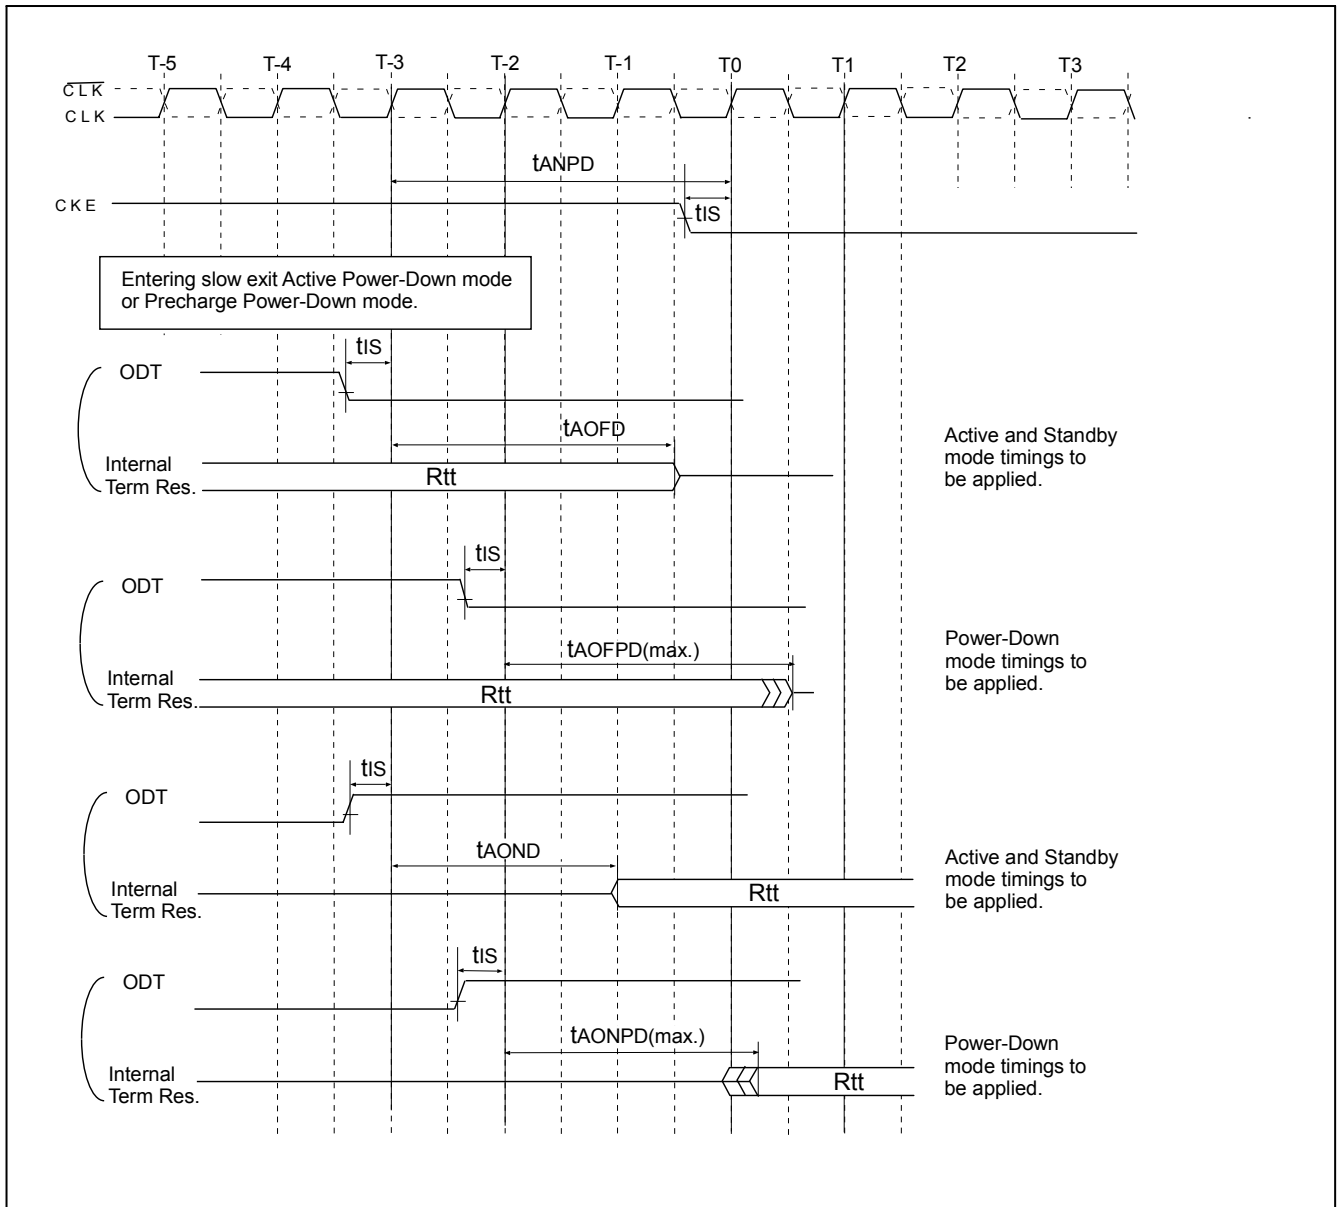 T-5 T-4 T-3 T-2 T-1 T0 T1 T2 T3
CLK
CLK
tANPD
CKE
tIS
Entering slow exit Active Power-Down mode
or Precharge Power-Down mode.
tIS
ODT
tAOFD
Internal
Term Res.
Rtt
Active and Standby
mode timings to
be applied.
tIS
ODT
tAOFPD(max.)
Internal
Term Res.
Rtt
Power-Down
mode timings to
be applied.
tIS
ODT
tAOND
Internal
Term Res.
Rtt
Active and Standby
mode timings to
be applied.
tIS
ODT
tAONPD(max.)
Internal
Term Res.
Rtt
Power-Down
mode timings to
be applied.